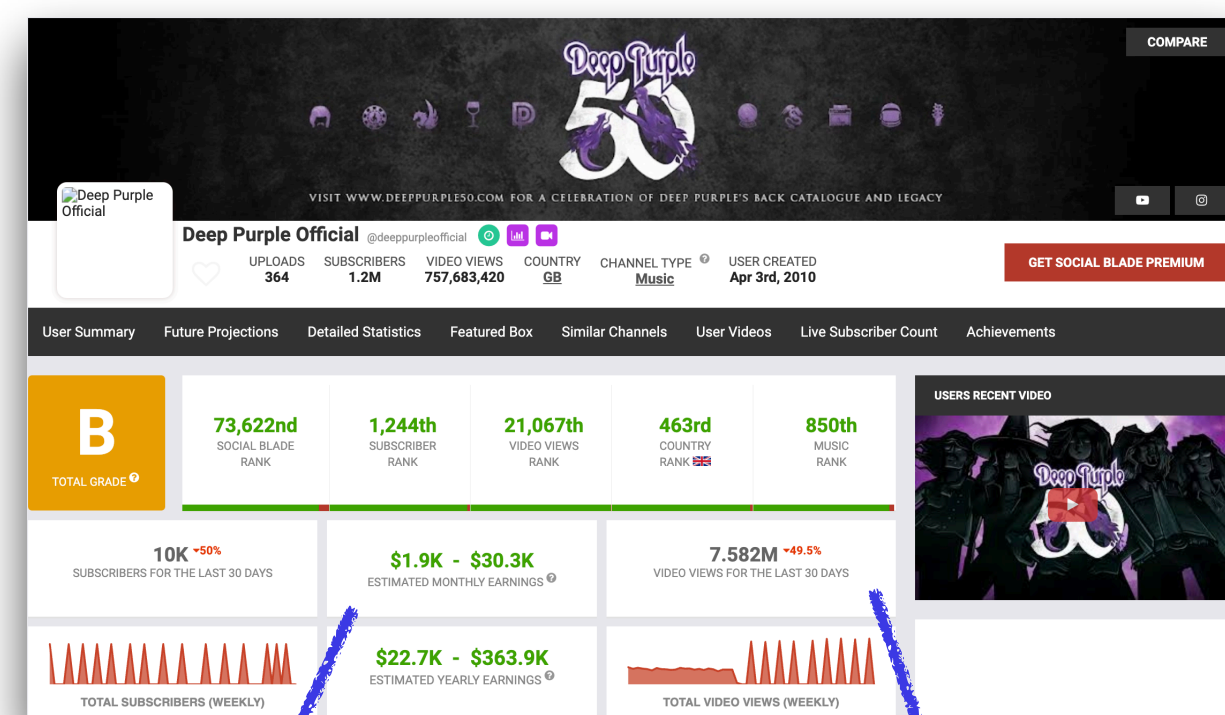 COMPARE
Deep Purple
50
VISIT WWW.DEEPPURPLE50.COM FOR A CELEBRATION OF DEEP PURPLE'S BACK CATALOGUE AND LEGACY
Deep Purple
Official
Deep Purple Official @deeppurpleofficial
UPLOADS SUBSCRIBERS VIDEO VIEWS COUNTRY CHANNEL TYPE ? USER CREATED
364 1.2M 757,683,420 GB Music Apr 3rd, 2010
GET SOCIAL BLADE PREMIUM
User Summary Future Projections Detailed Statistics Featured Box Similar Channels User Videos Live Subscriber Count Achievements
B
TOTAL GRADE ?
73,622nd 1,244th 21,067th 463rd 850th
SOCIAL BLADE SUBSCRIBER VIDEO VIEWS COUNTRY MUSIC
RANK RANK RANK RANK RANK
USERS RECENT VIDEO
Deep Purple
50
10K -50%
SUBSCRIBERS FOR THE LAST 30 DAYS
$1.9K - $30.3K
ESTIMATED MONTHLY EARNINGS ?
7.582M -49.5%
VIDEO VIEWS FOR THE LAST 30 DAYS
TOTAL SUBSCRIBERS (WEEKLY)
$22.7K - $363.9K
ESTIMATED YEARLY EARNINGS ?
TOTAL VIDEO VIEWS (WEEKLY)